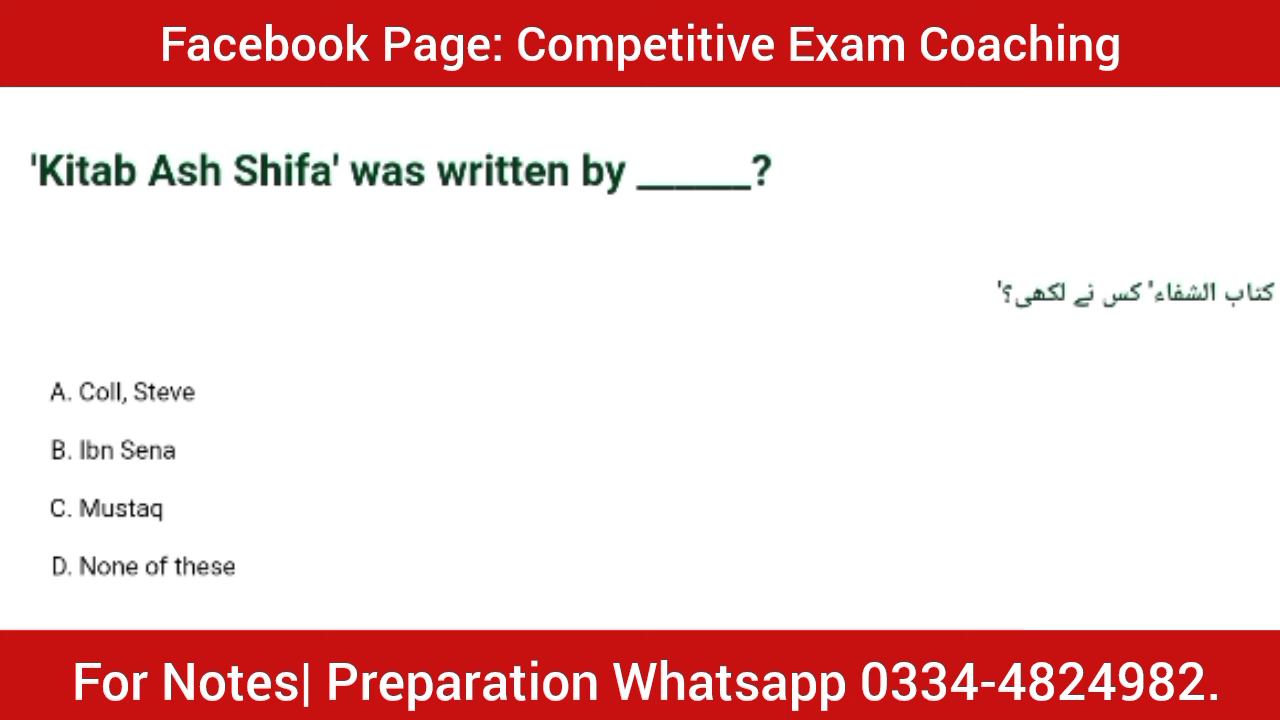 Facebook Page: Competitive Exam Coaching
'Kitab Ash Shifa' was written by ______?
کتاب الشفاء' کس نے لکھی؟'
A. Coll, Steve
B. Ibn Sena
C. Mustaq
D. None of these
For Notes| Preparation Whatsapp 0334-4824982.